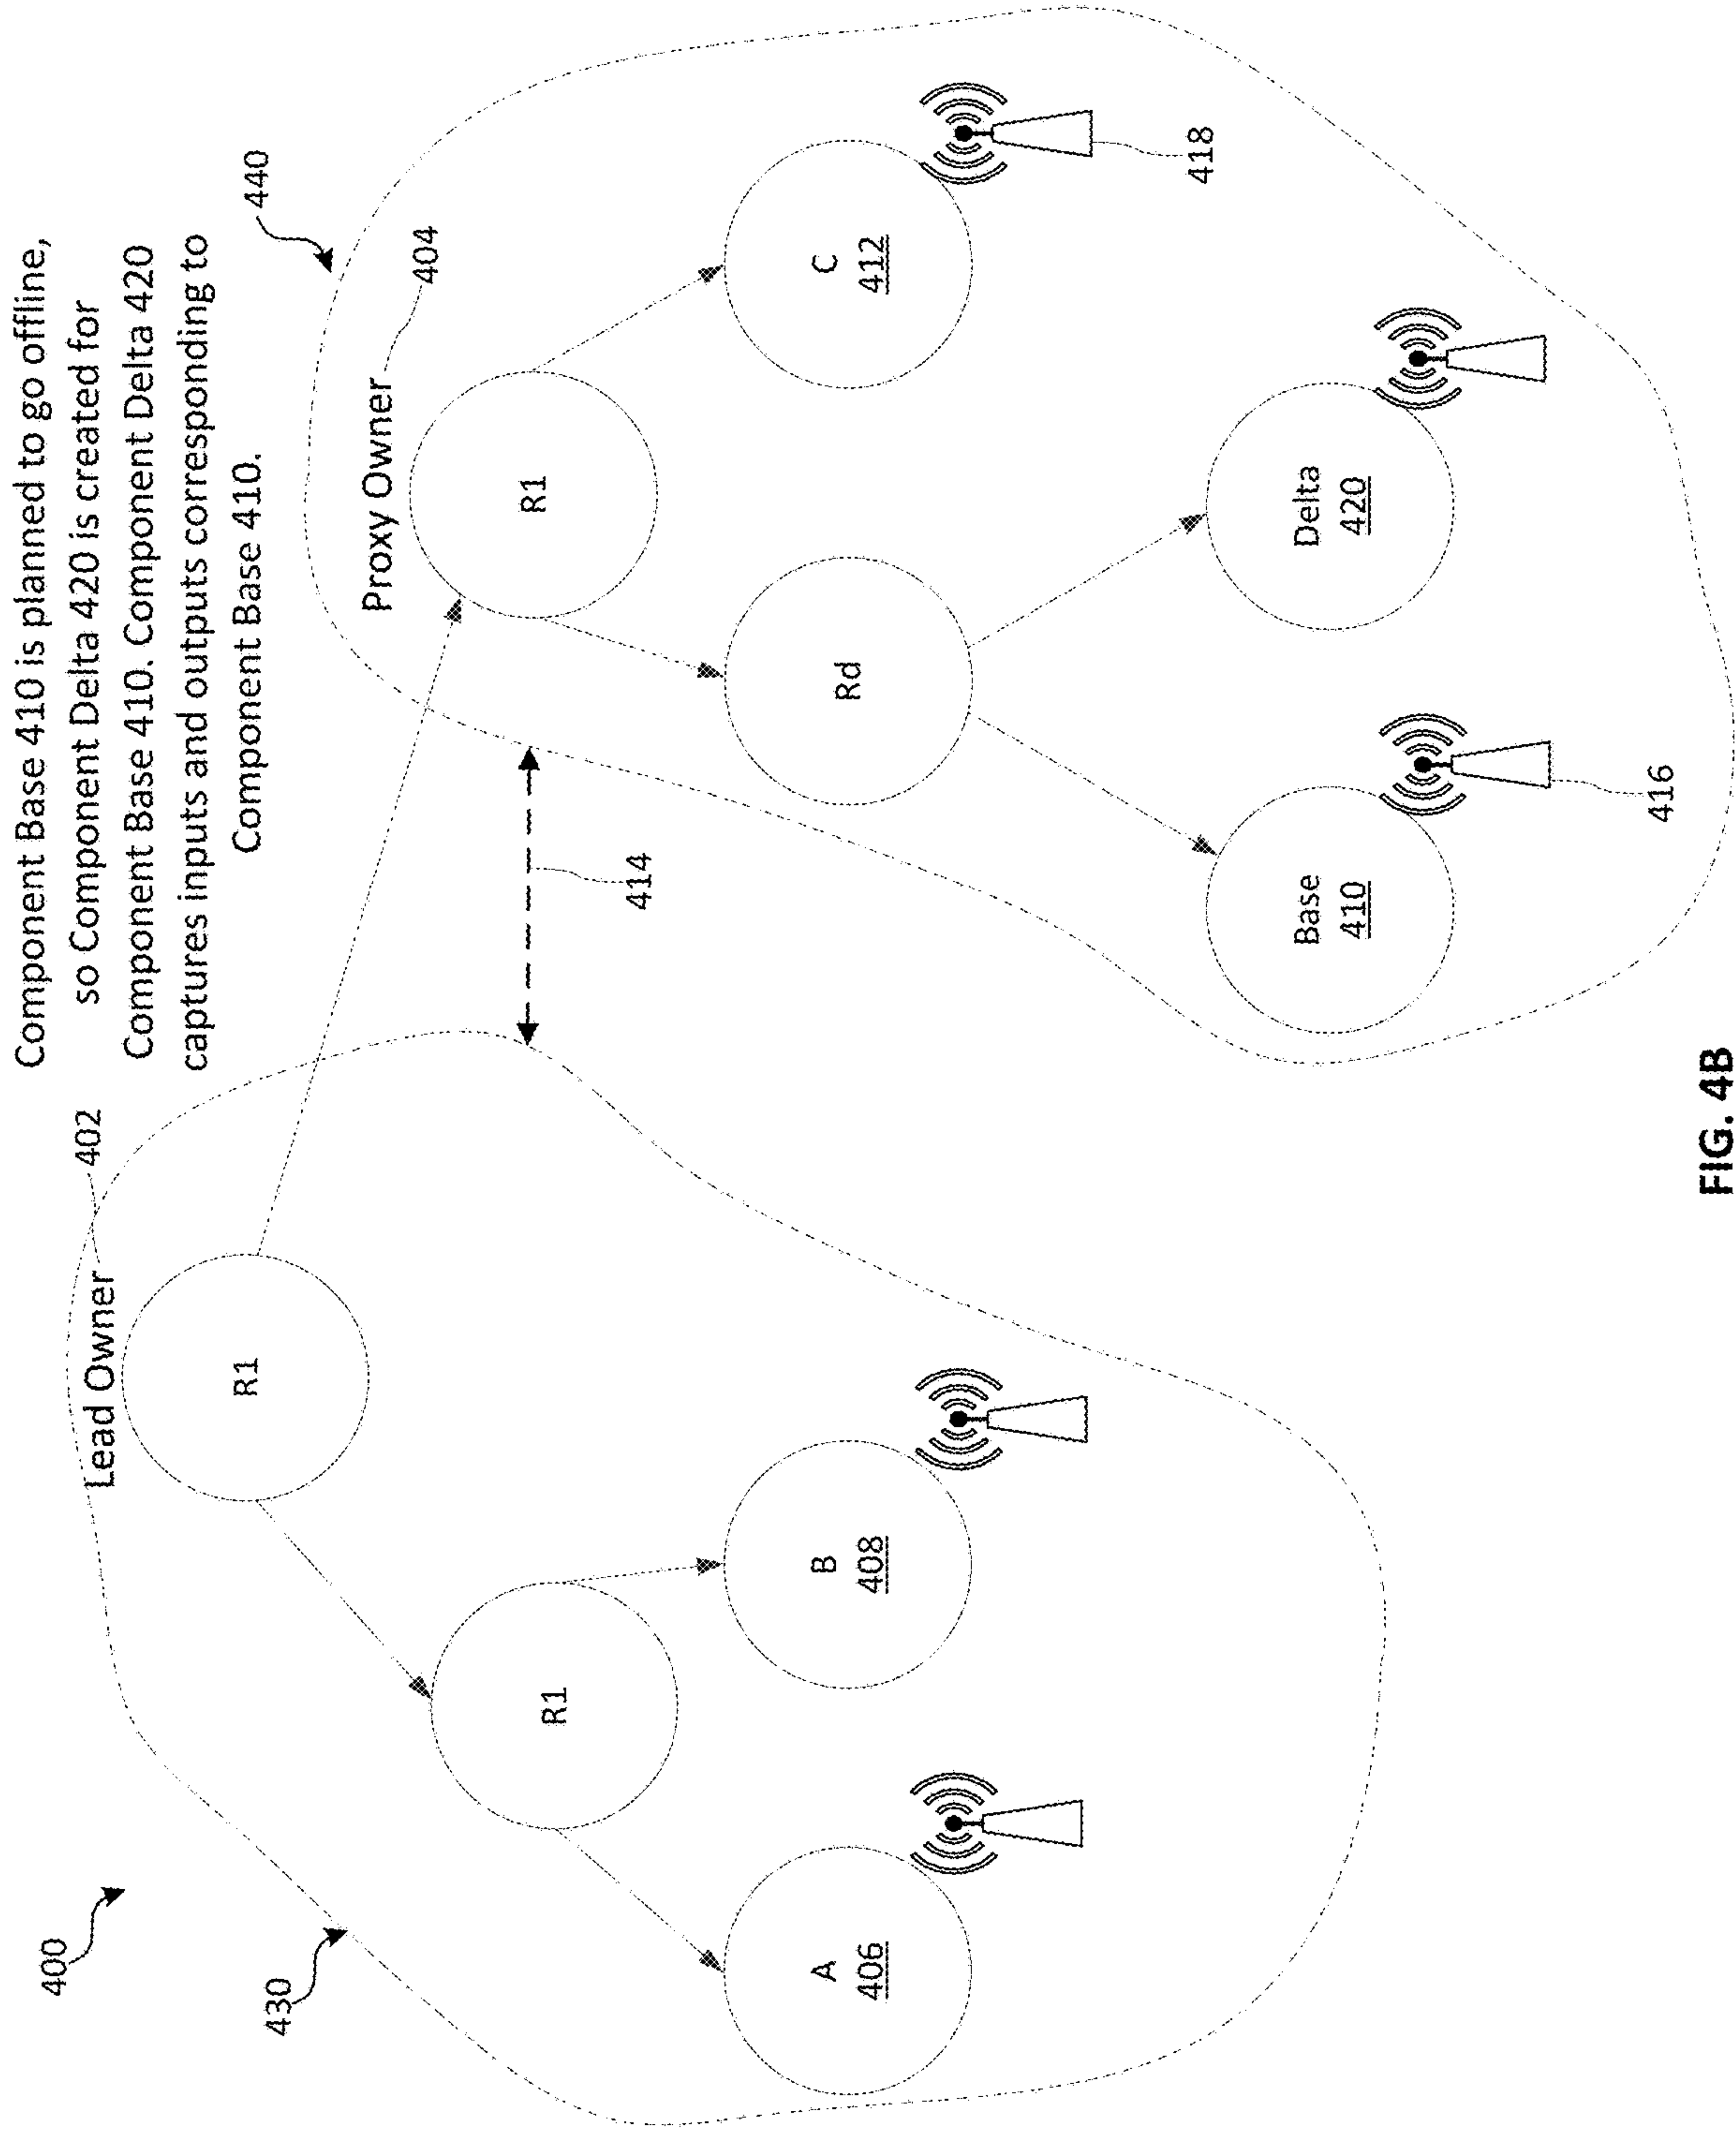 Component Base 410 is planned to go offline,
so Component Delta 420 is created for
Component Base 410. Component Delta 420
captures inputs and outputs corresponding to
Component Base 410.
400
430
Lead Owner
402
R1
R1
A
406
B
408
414
440
Proxy Owner
404
R1
Rd
C
412
418
Base
410
416
Delta
420
FIG. 4B